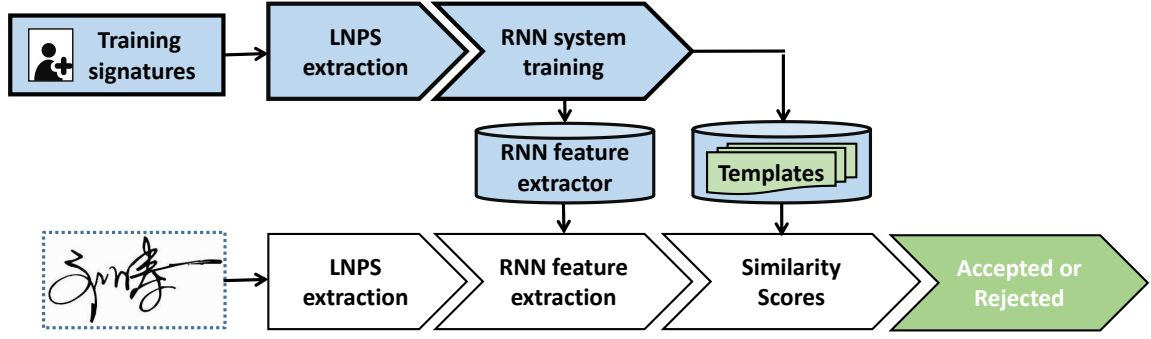 Training
signatures
LNPS
extraction
RNN system
training
RNN feature
extractor
Templates
LNPS
extraction
RNN feature
extraction
Similarity
Scores
Accepted or
Rejected